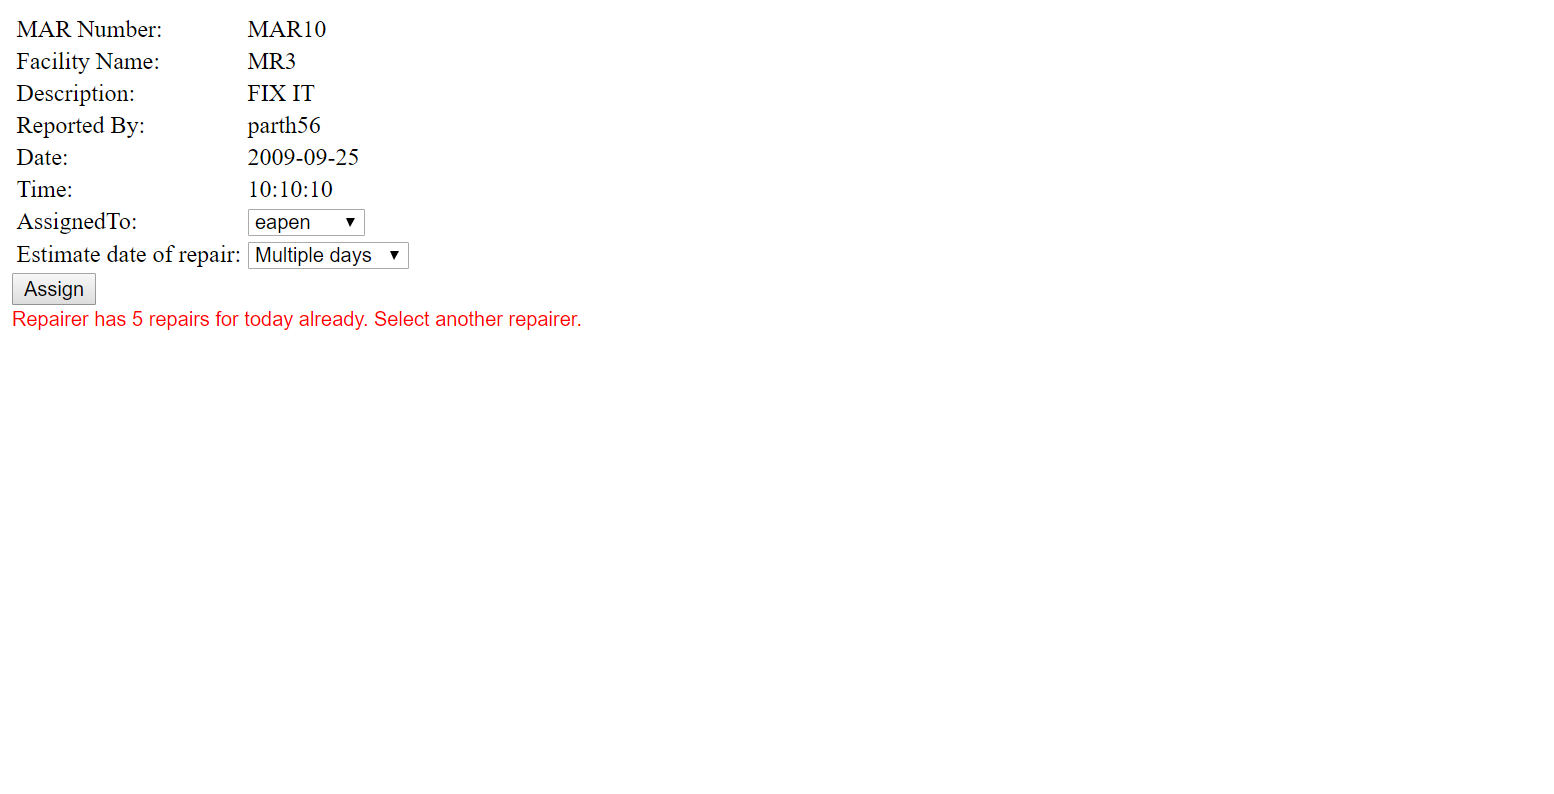 MAR Number: MAR10
Facility Name: MR3
Description: FIX IT
Reported By: parth56
Date: 2009-09-25
Time: 10:10:10
AssignedTo: eapen
Estimate date of repair: Multiple days
Assign
Repairer has 5 repairs for today already. Select another repairer.